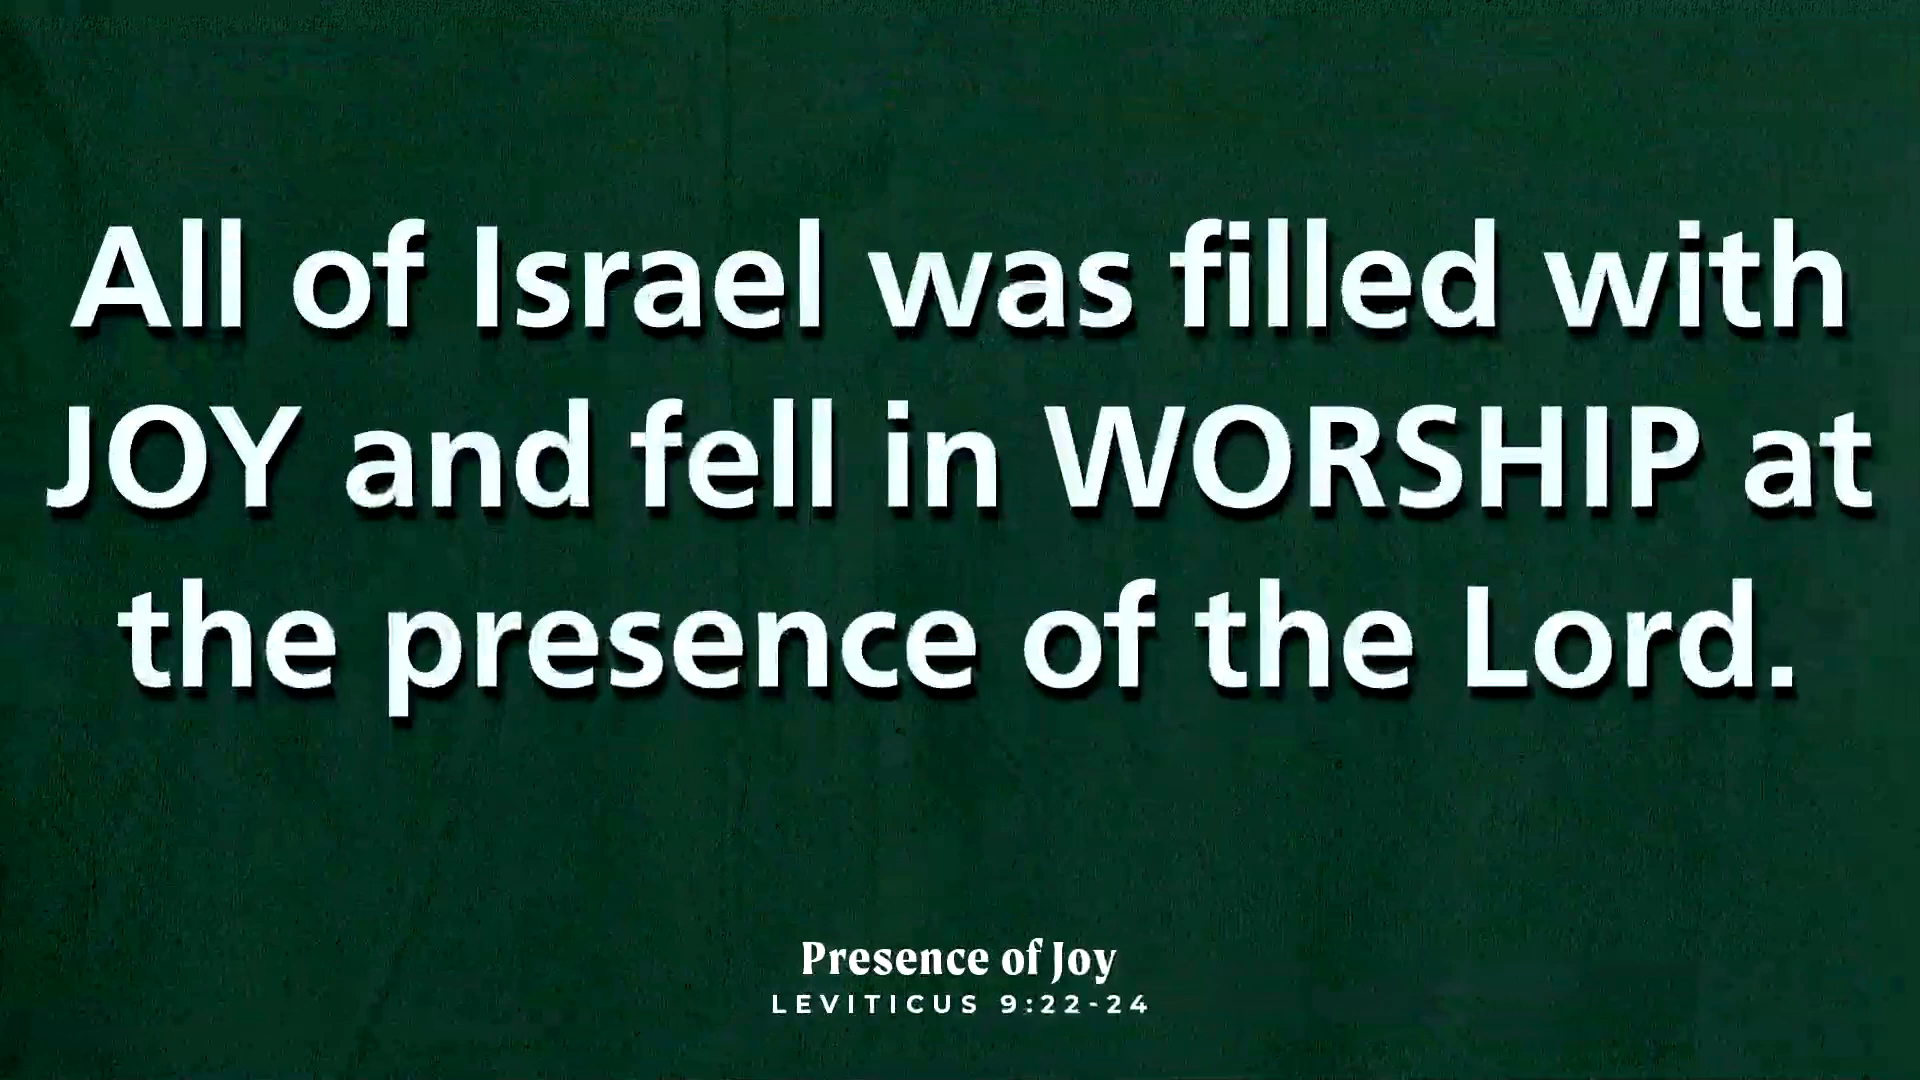 All of Israel was filled with
JOY and fell in WORSHIP at
the presence of the Lord.
Presence of Joy
LEVITICUS 9:22-24